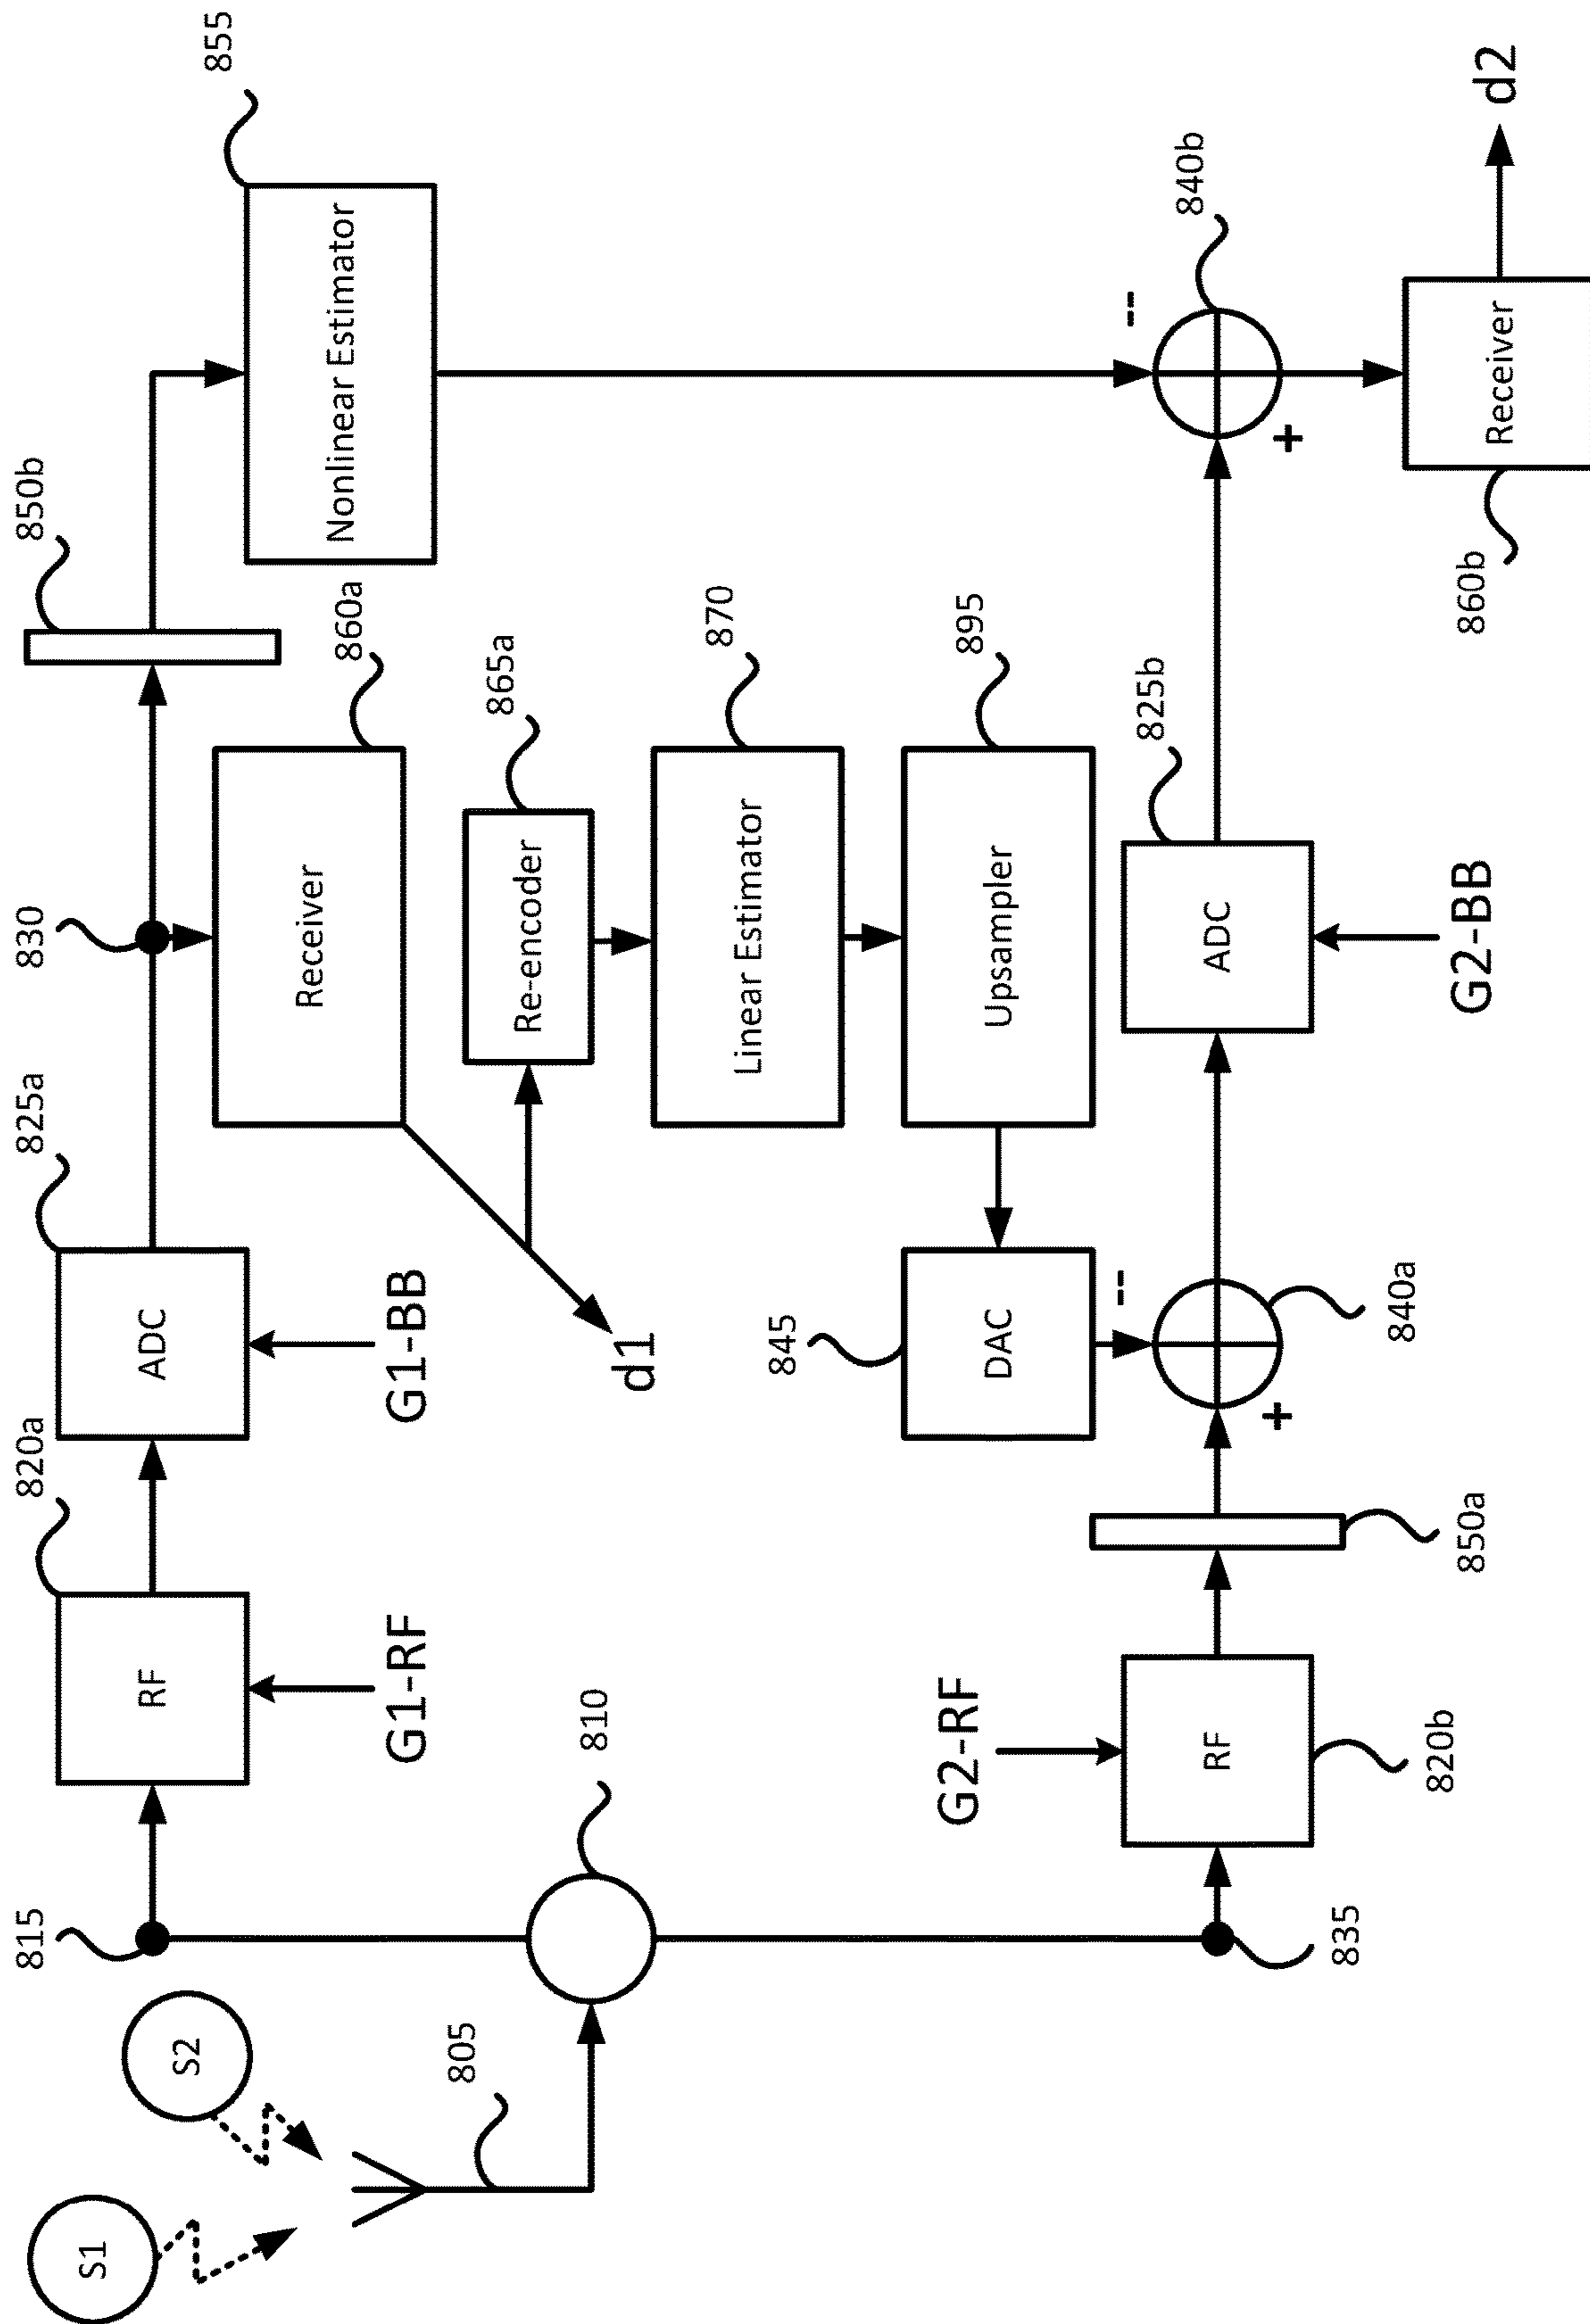 S1
S2
805
810
815
835
RF
820a
G1-RF
ADC
825a
G1-BB
830
850b
Nonlinear Estimator
855
Receiver
860a
d1
Re-encoder
865a
Linear Estimator
870
Upsampler
895
DAC
845
G2-RF
RF
820b
850a
+
--
840a
ADC
825b
G2-BB
+
--
840b
Receiver
860b
d2